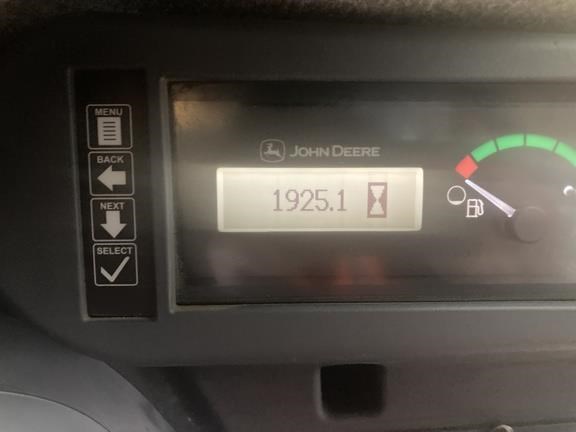 MENU
BACK
NEXT
SELECT
JOHN DEERE
1925.1